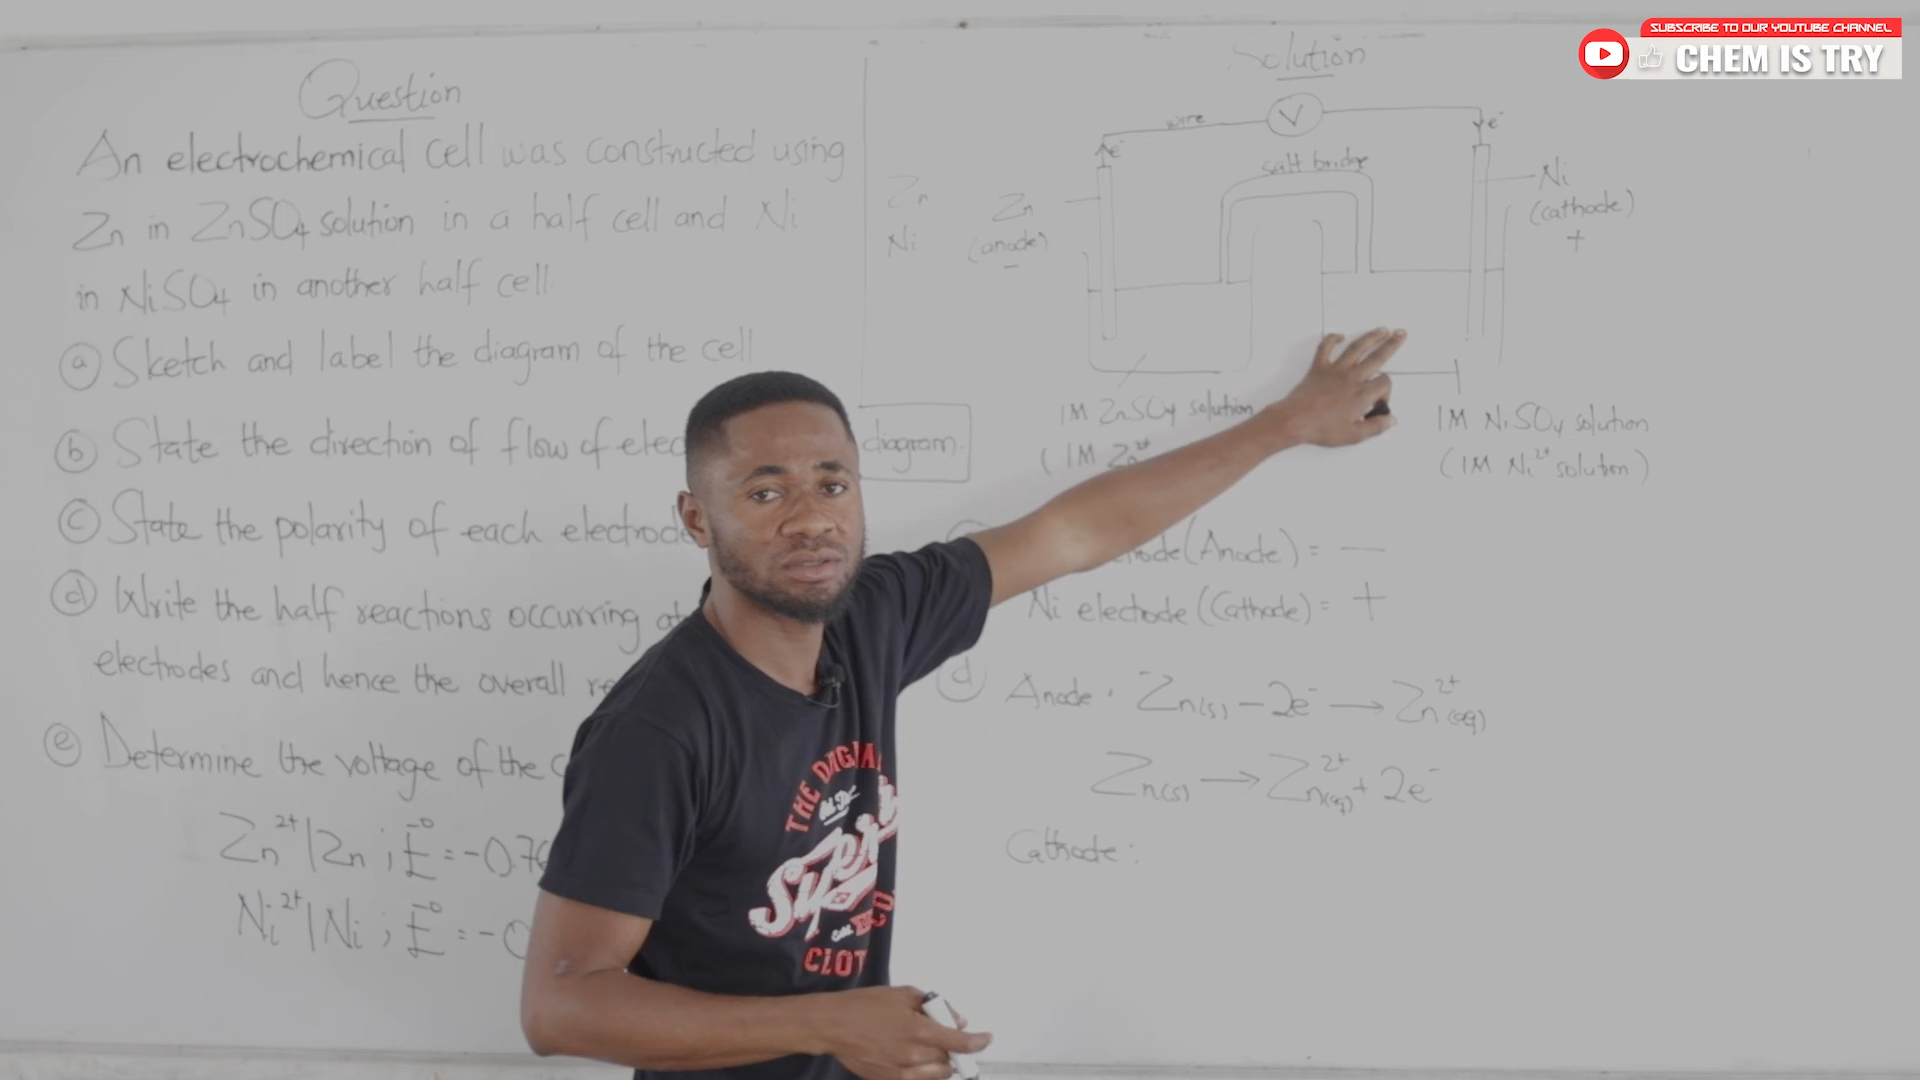 SUBSCRIBE TO OUR YOUTUBE CHANNEL
CHEM IS TRY
Question
An electrochemical cell was constructed using
Zn in ZnSO4 solution in a half cell and Ni
in NiSO4 in another half cell
(a) Sketch and label the diagram of the cell
(b) State the direction of flow of
(c) State the polarity of each electrode
(d) Write the half reactions occurring at
electrodes and hence the overall
(e) Determine the voltage of the
Zn²⁺|Zn ; E⁻⁰ = -0.76
Ni²⁺|Ni ; E⁻⁰ = -0
Solution
wire
V
e⁻
e⁻
salt bridge
Zn
Ni
Zn
(anode)
-
Ni
(cathode)
+
1M ZnSO4 solution
(1M Zn²⁺
1M NiSO4 solution
(1M Ni²⁺ solution)
diagram.
(Anode) = —
Ni electrode (Cathode) = +
(d) Anode: Zn(s) - 2e⁻ → Zn²⁺(aq)
Zn(s) → Zn²⁺(aq) + 2e⁻
Cathode:
THE ORIGINAL
CLOT